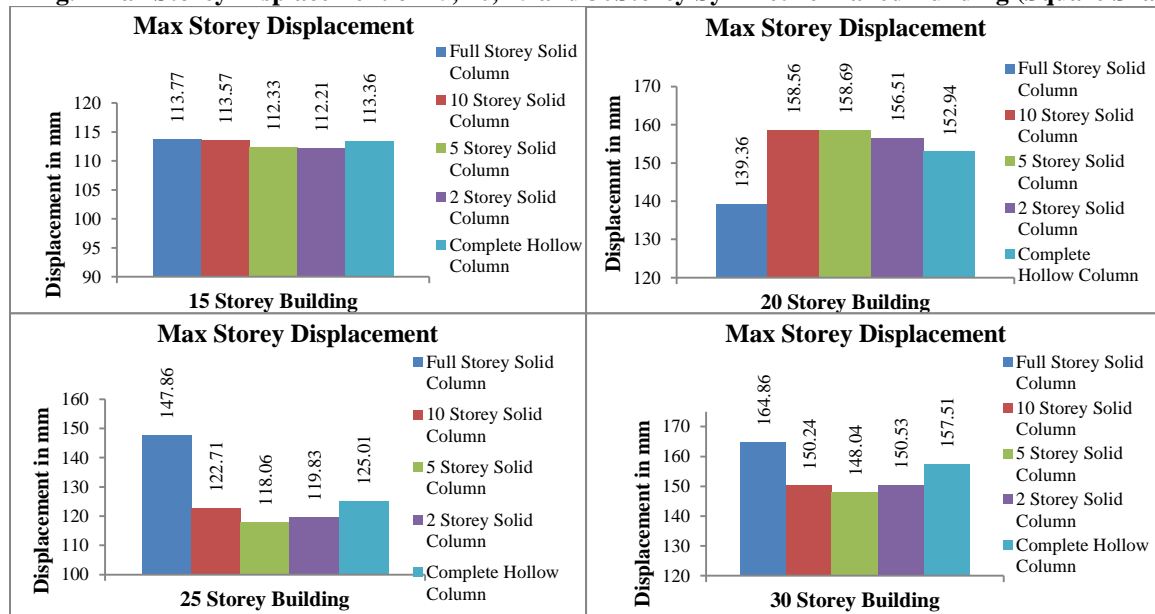 Max Storey Displacement
Displacement in mm
120
115
110
105
100
95
90
113.77
113.57
112.33
112.21
113.36
Full Storey Solid
Column
10 Storey Solid
Column
5 Storey Solid
Column
2 Storey Solid
Column
Complete Hollow
Column
15 Storey Building
Max Storey Displacement
Displacemnt in mm
170
160
150
140
130
120
139.36
158.56
158.69
156.51
152.94
Full Storey Solid
Column
10 Storey Solid
Column
5 Storey Solid
Column
2 Storey Solid
Column
Complete
Hollow Column
20 Storey Building
Max Storey Displacement
Displacement in mm
160
150
140
130
120
110
100
147.86
122.71
118.06
119.83
125.01
Full Storey Solid
Column
10 Storey Solid
Column
5 Storey Solid
Column
2 Storey Solid
Column
Complete Hollow
Column
25 Storey Building
Max Storey Displacement
Displacement in mm
170
160
150
140
130
120
164.86
150.24
148.04
150.53
157.51
Full Storey Solid
Column
10 Storey Solid
Column
5 Storey Solid
Column
2 Storey Solid
Column
Complete Hollow
Column
30 Storey Building